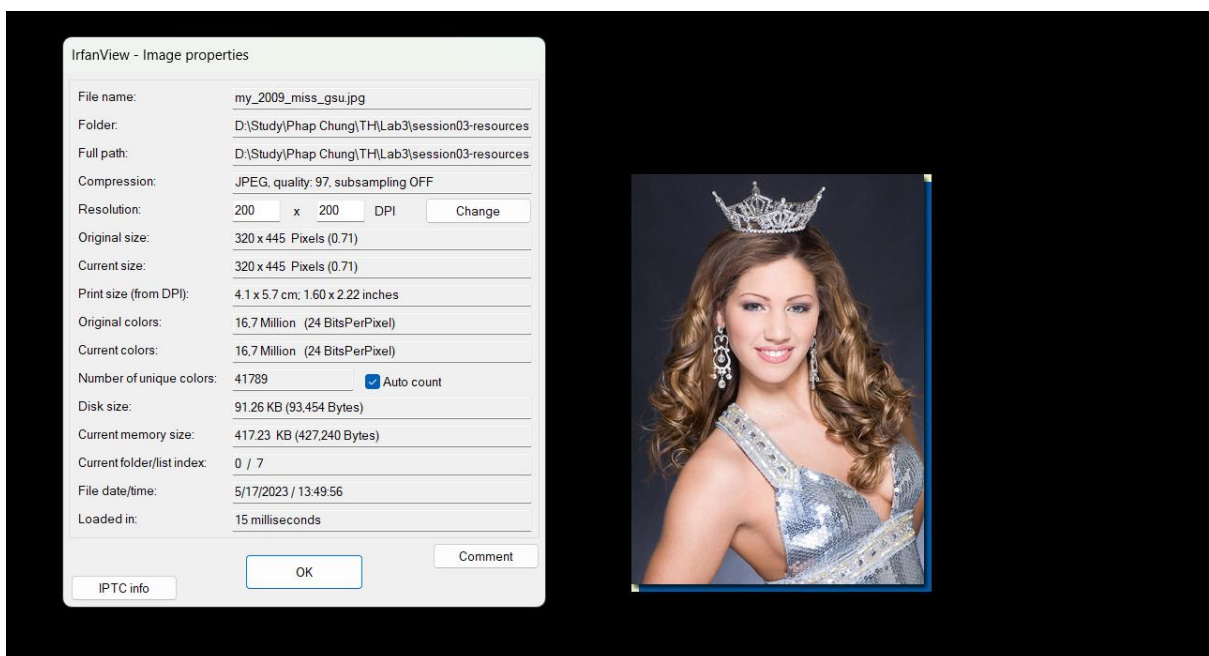 IrfanView - Image properties
File name: my_2009_miss_gsu.jpg
Folder: D:\Study\Phap Chung\TH\Lab3\session03-resources
Full path: D:\Study\Phap Chung\TH\Lab3\session03-resources
Compression: JPEG, quality: 97, subsampling OFF
Resolution: 200 x 200 DPI Change
Original size: 320 x 445 Pixels (0.71)
Current size: 320 x 445 Pixels (0.71)
Print size (from DPI): 4.1 x 5.7 cm; 1.60 x 2.22 inches
Original colors: 16,7 Million (24 BitsPerPixel)
Current colors: 16,7 Million (24 BitsPerPixel)
Number of unique colors: 41789 Auto count
Disk size: 91.26 KB (93,454 Bytes)
Current memory size: 417.23 KB (427,240 Bytes)
Current folder/list index: 0 / 7
File date/time: 5/17/2023 / 13:49:56
Loaded in: 15 milliseconds
Comment
OK
IPTC info